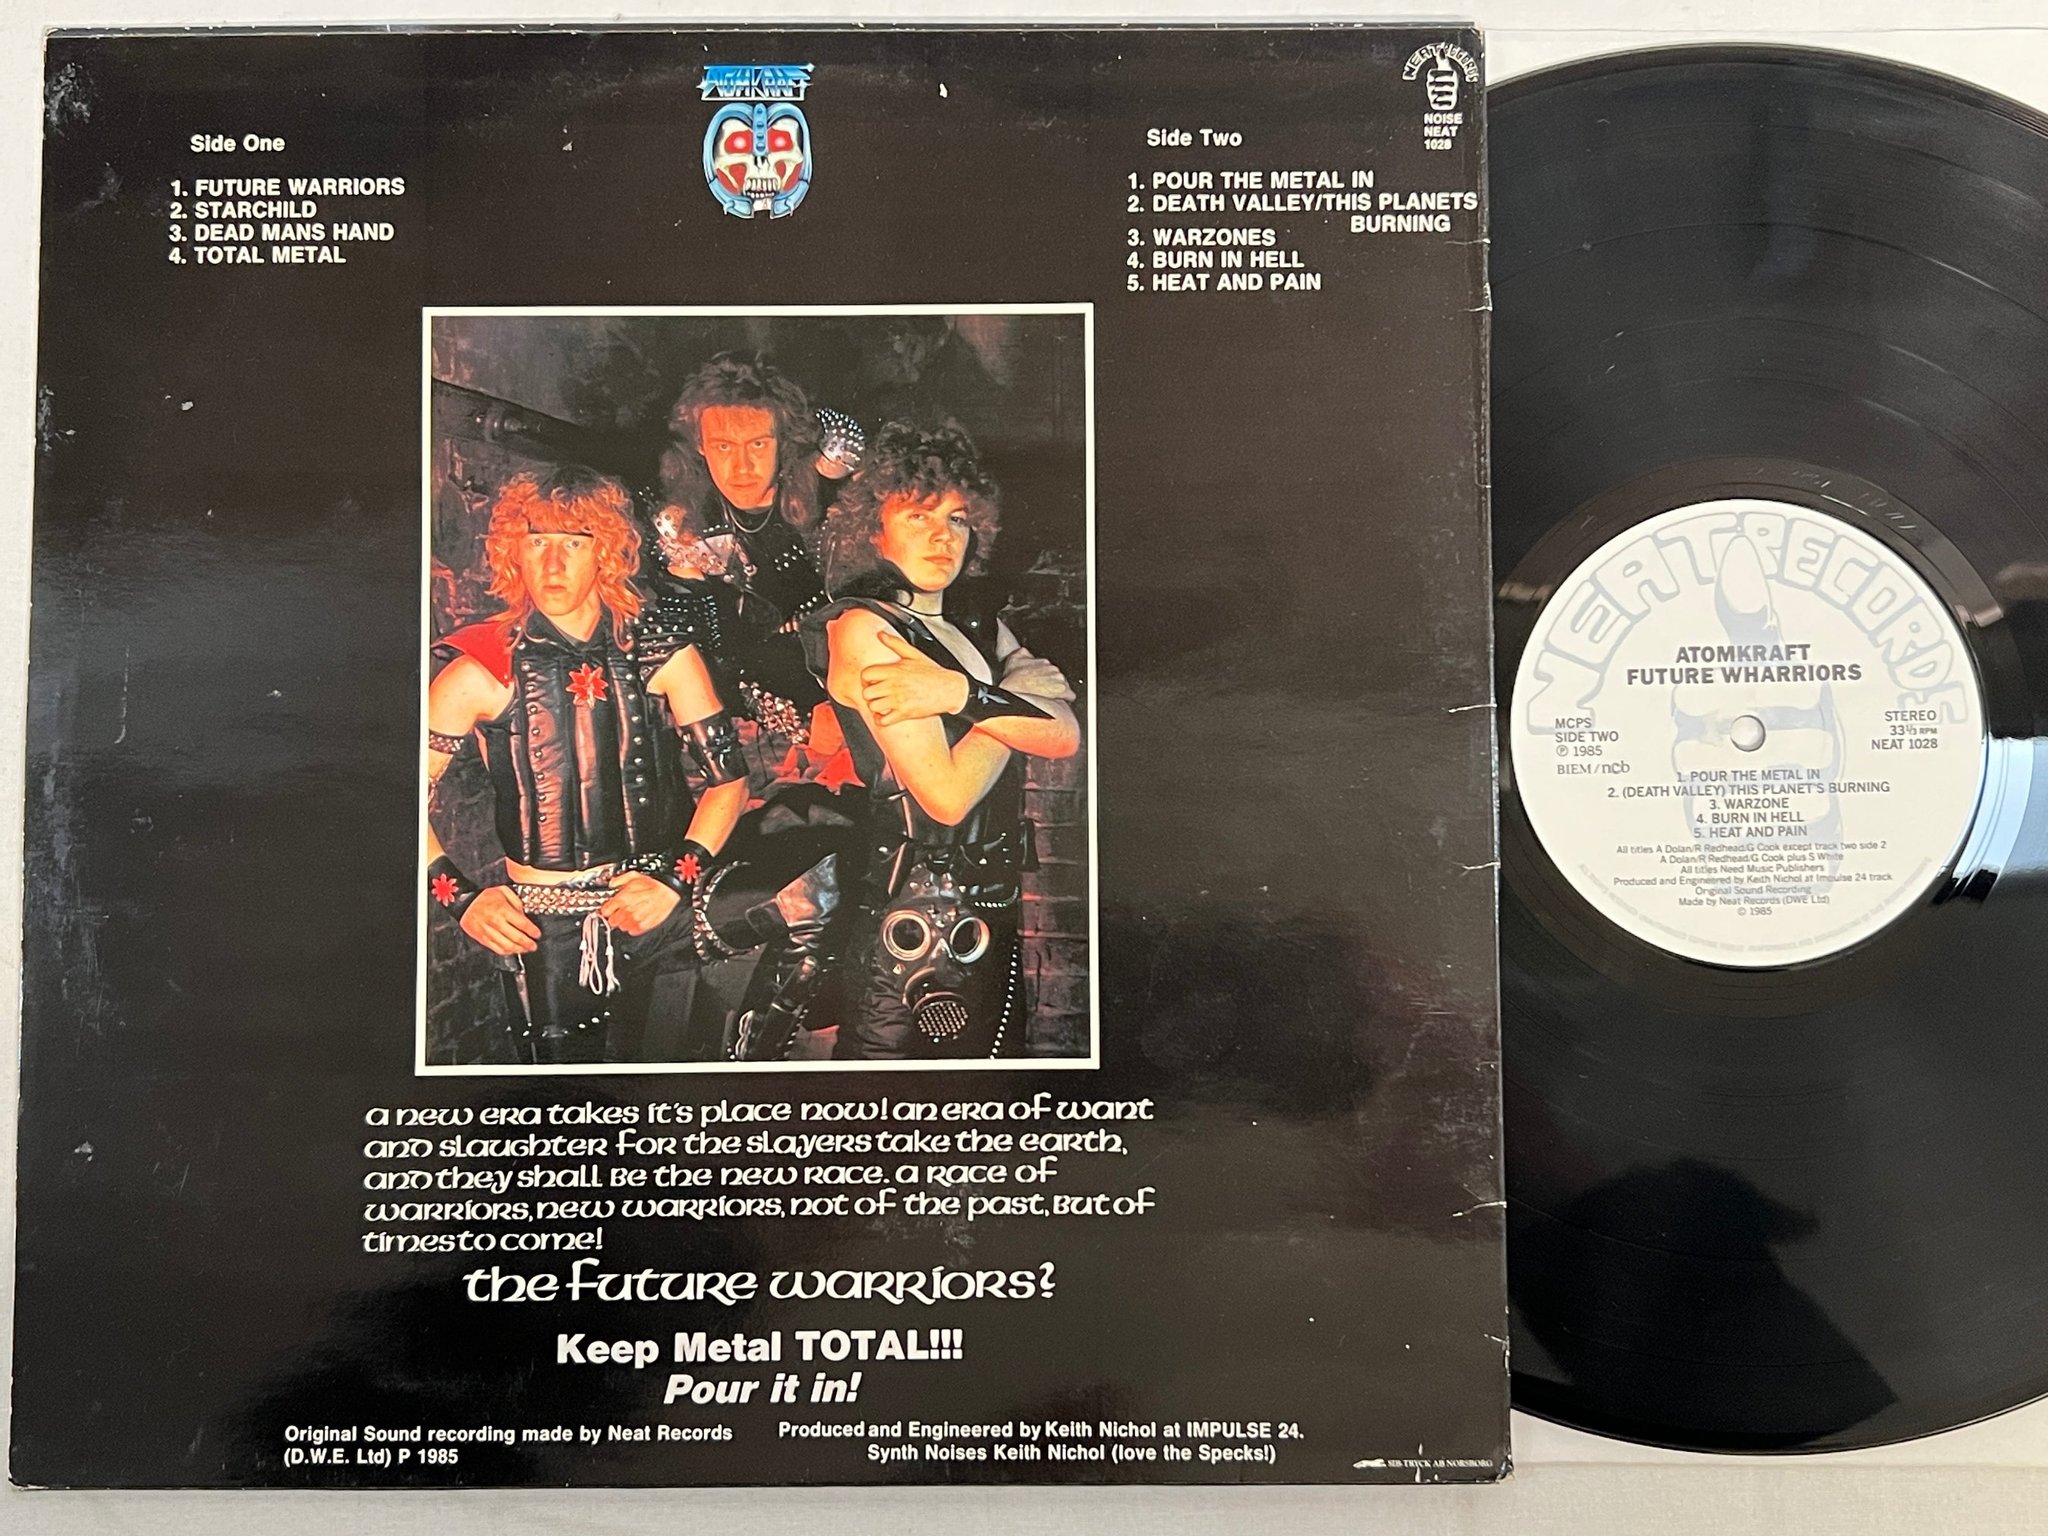 ATOMKRAFT
NEAT RECORDS
NOISE
NEAT
1028
Side One
1. FUTURE WARRIORS
2. STARCHILD
3. DEAD MANS HAND
4. TOTAL METAL
Side Two
1. POUR THE METAL IN
2. DEATH VALLEY/THIS PLANETS
BURNING
3. WARZONES
4. BURN IN HELL
5. HEAT AND PAIN
a new era takes it's place now! an era of want
and slaughter for the slayers take the earth,
and they shall be the new race. a race of
warriors, new warriors, not of the past, but of
times to come!
the future warriors?
Keep Metal TOTAL!!!
Pour it in!
Original Sound recording made by Neat Records
(D.W.E. Ltd) P 1985
Produced and Engineered by Keith Nichol at IMPULSE 24.
Synth Noises Keith Nichol (love the Specks!)
SIB-TRYCK AB NORSBORG
NEAT RECORDS
ATOMKRAFT
FUTURE WHARRIORS
MCPS
SIDE TWO
Ⓟ 1985
BIEM/ncb
STEREO
33⅓ RPM
NEAT 1028
1. POUR THE METAL IN
2. (DEATH VALLEY) THIS PLANET'S BURNING
3. WARZONE
4. BURN IN HELL
5. HEAT AND PAIN
All titles A Dolan/R Redhead/G Cook except track two side 2
A Dolan/R Redhead/G Cook plus S White
All titles Need Music Publishers
Produced and Engineered by Keith Nichol at Impulse 24 track
Original Sound Recording
Made by Neat Records (DWE Ltd)
© 1985